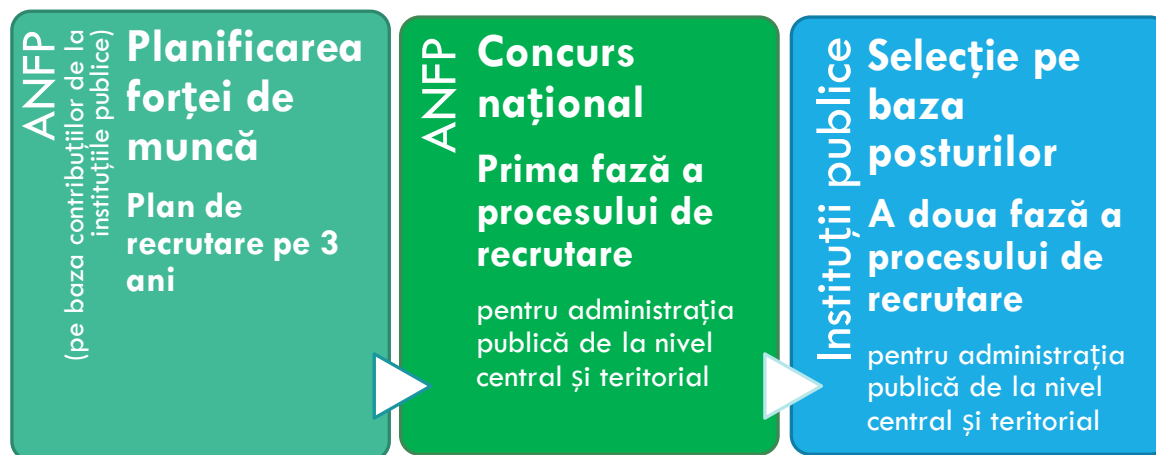 ANFP
(pe baza contribuțiilor de la
instituțiile publice)
Planificarea
forței de
muncă
Plan de
recrutare pe 3
ani
ANFP
Concurs
național
Prima fază a
procesului de
recrutare
pentru administrația
publică de la nivel
central și teritorial
Instituții publice
Selecție pe
baza
posturilor
A doua fază a
procesului de
recrutare
pentru administrația
publică de la nivel
central și teritorial